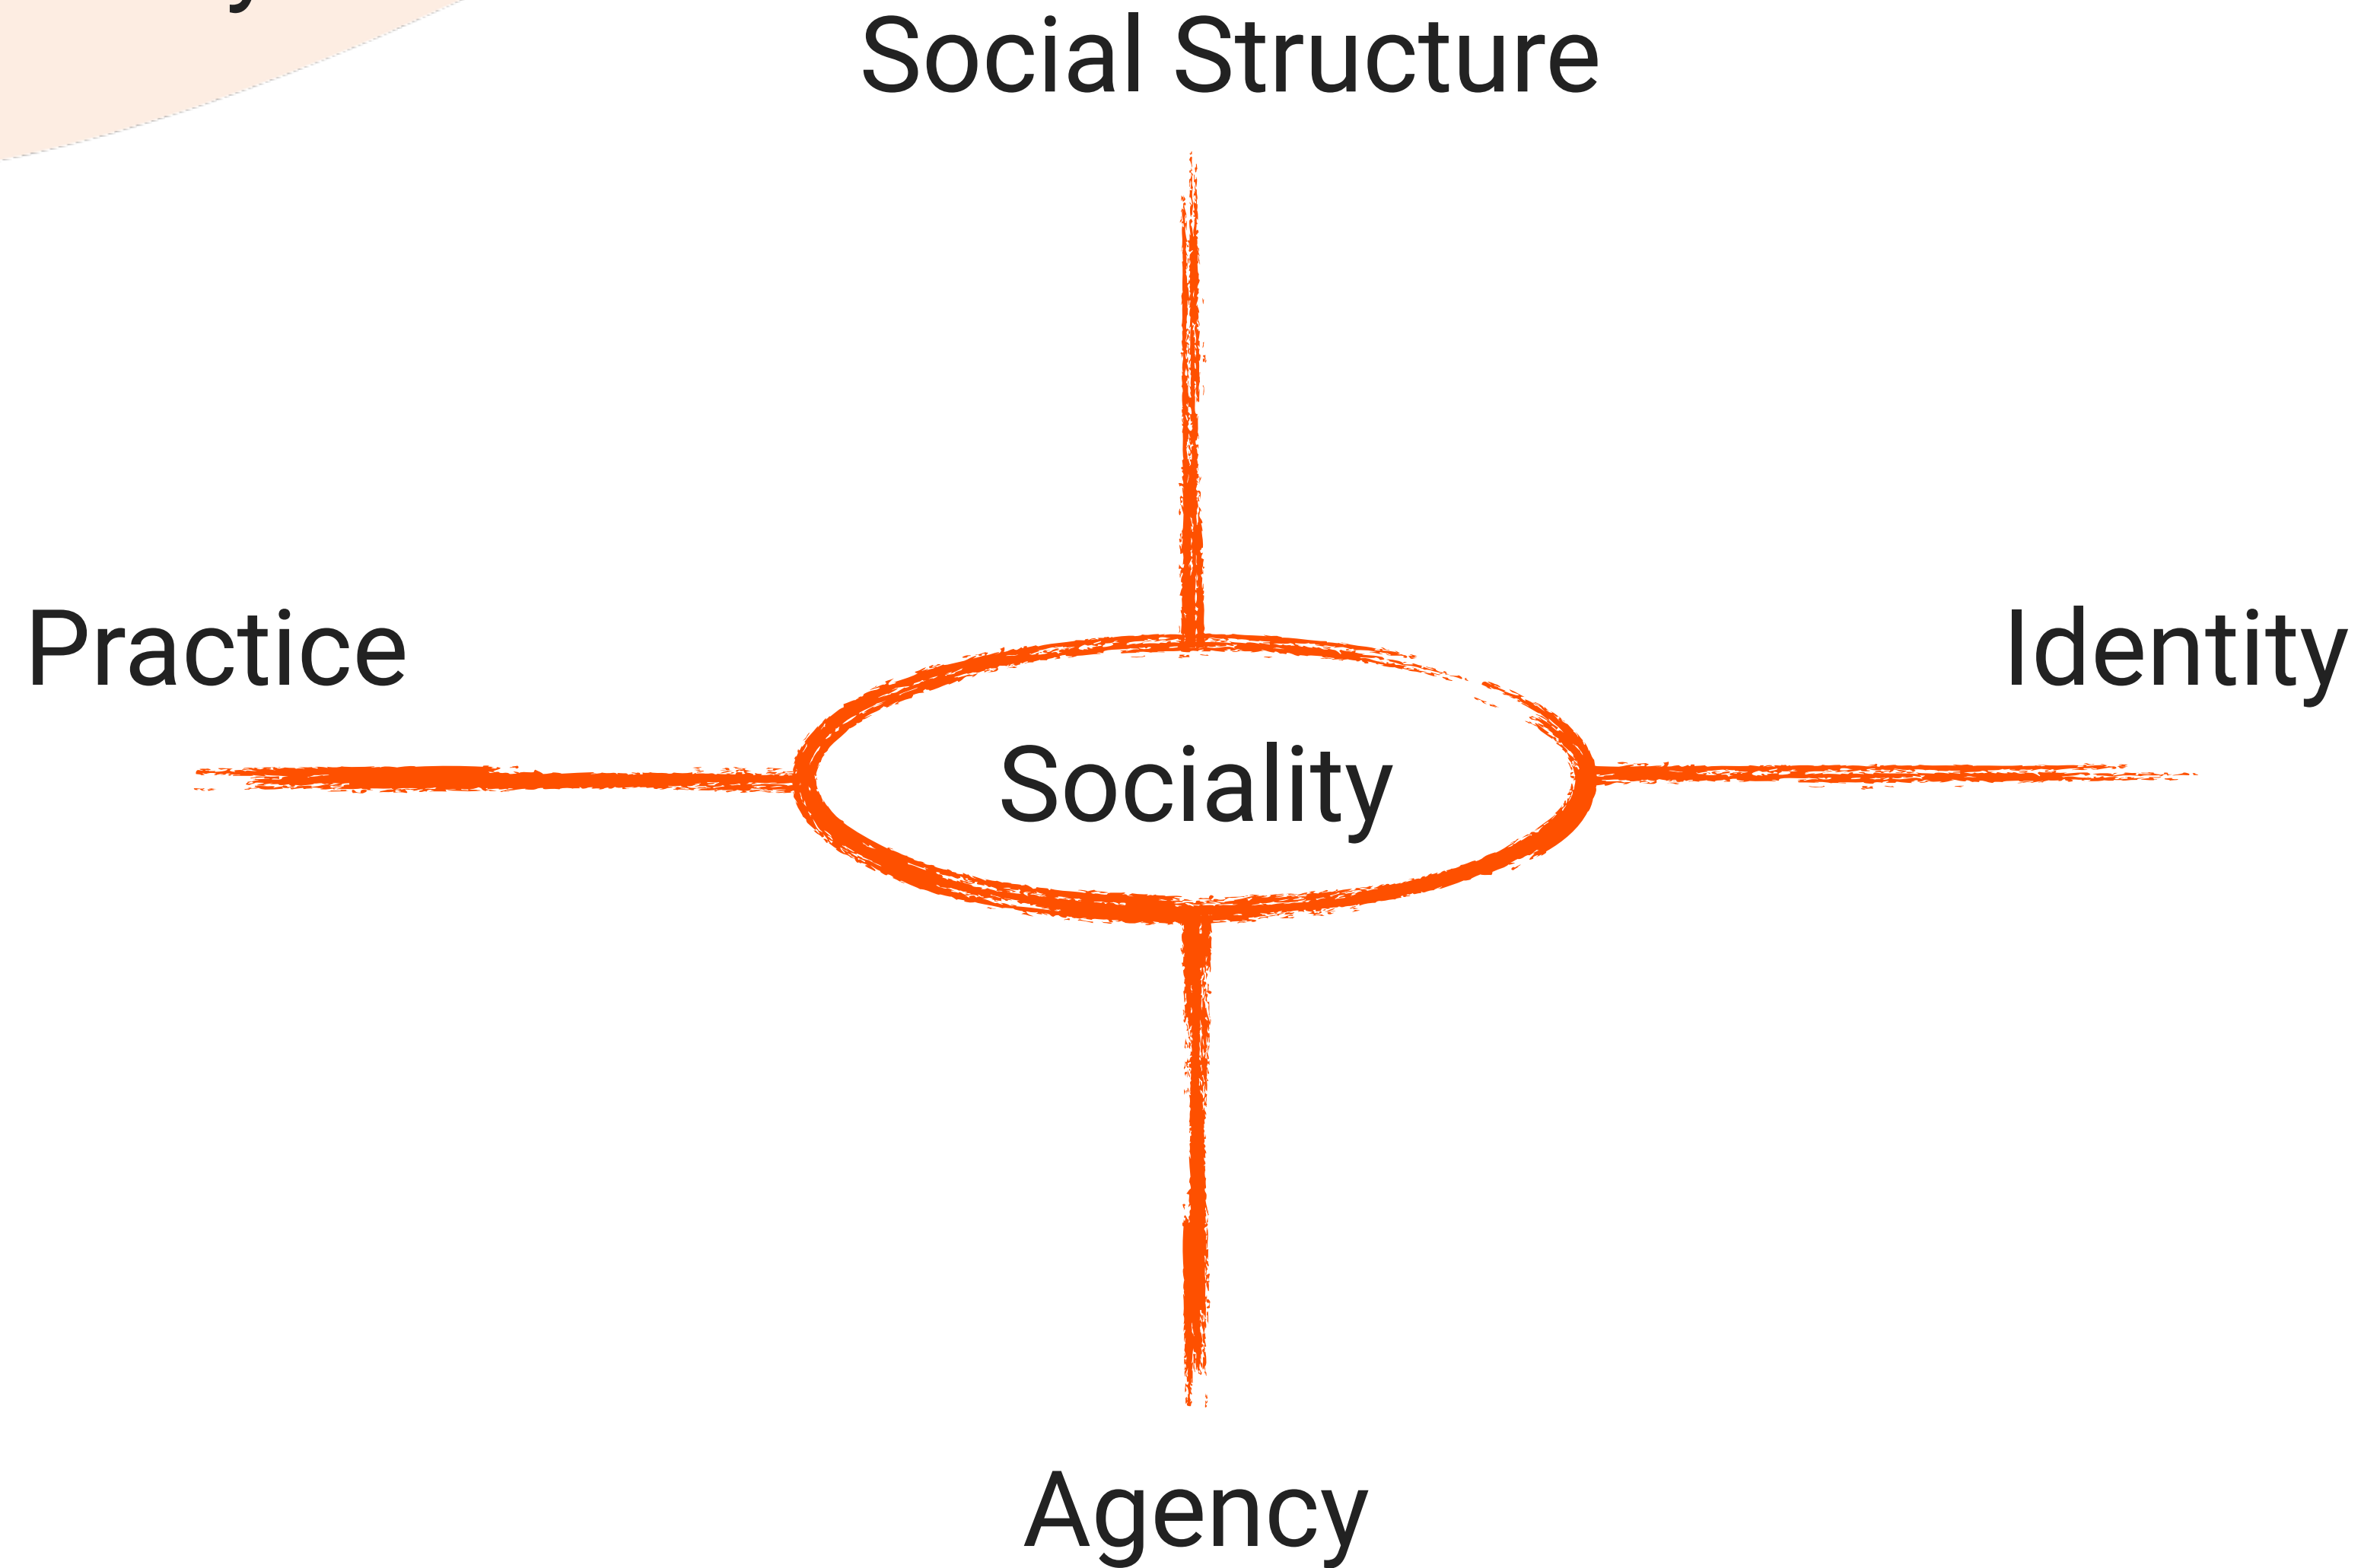 Social Structure
Practice
Identity
Sociality
Agency